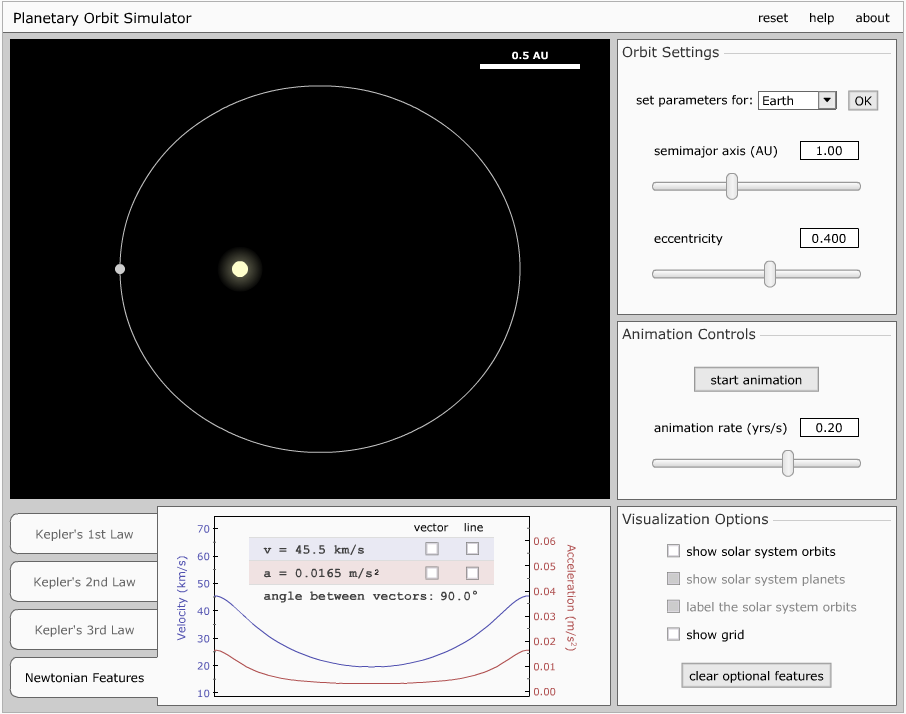 Planetary Orbit Simulator
reset help about
0.5 AU
Orbit Settings
set parameters for: Earth OK
semimajor axis (AU) 1.00
eccentricity 0.400
Animation Controls
start animation
animation rate (yrs/s) 0.20
Kepler's 1st Law
Kepler's 2nd Law
Kepler's 3rd Law
Newtonian Features
Velocity (km/s)
70
60
50
40
30
20
10
vector line
v = 45.5 km/s
a = 0.0165 m/s²
angle between vectors: 90.0°
0.06
0.05
0.04
0.03
0.02
0.01
0.00
Acceleration (m/s²)
Visualization Options
show solar system orbits
show solar system planets
label the solar system orbits
show grid
clear optional features